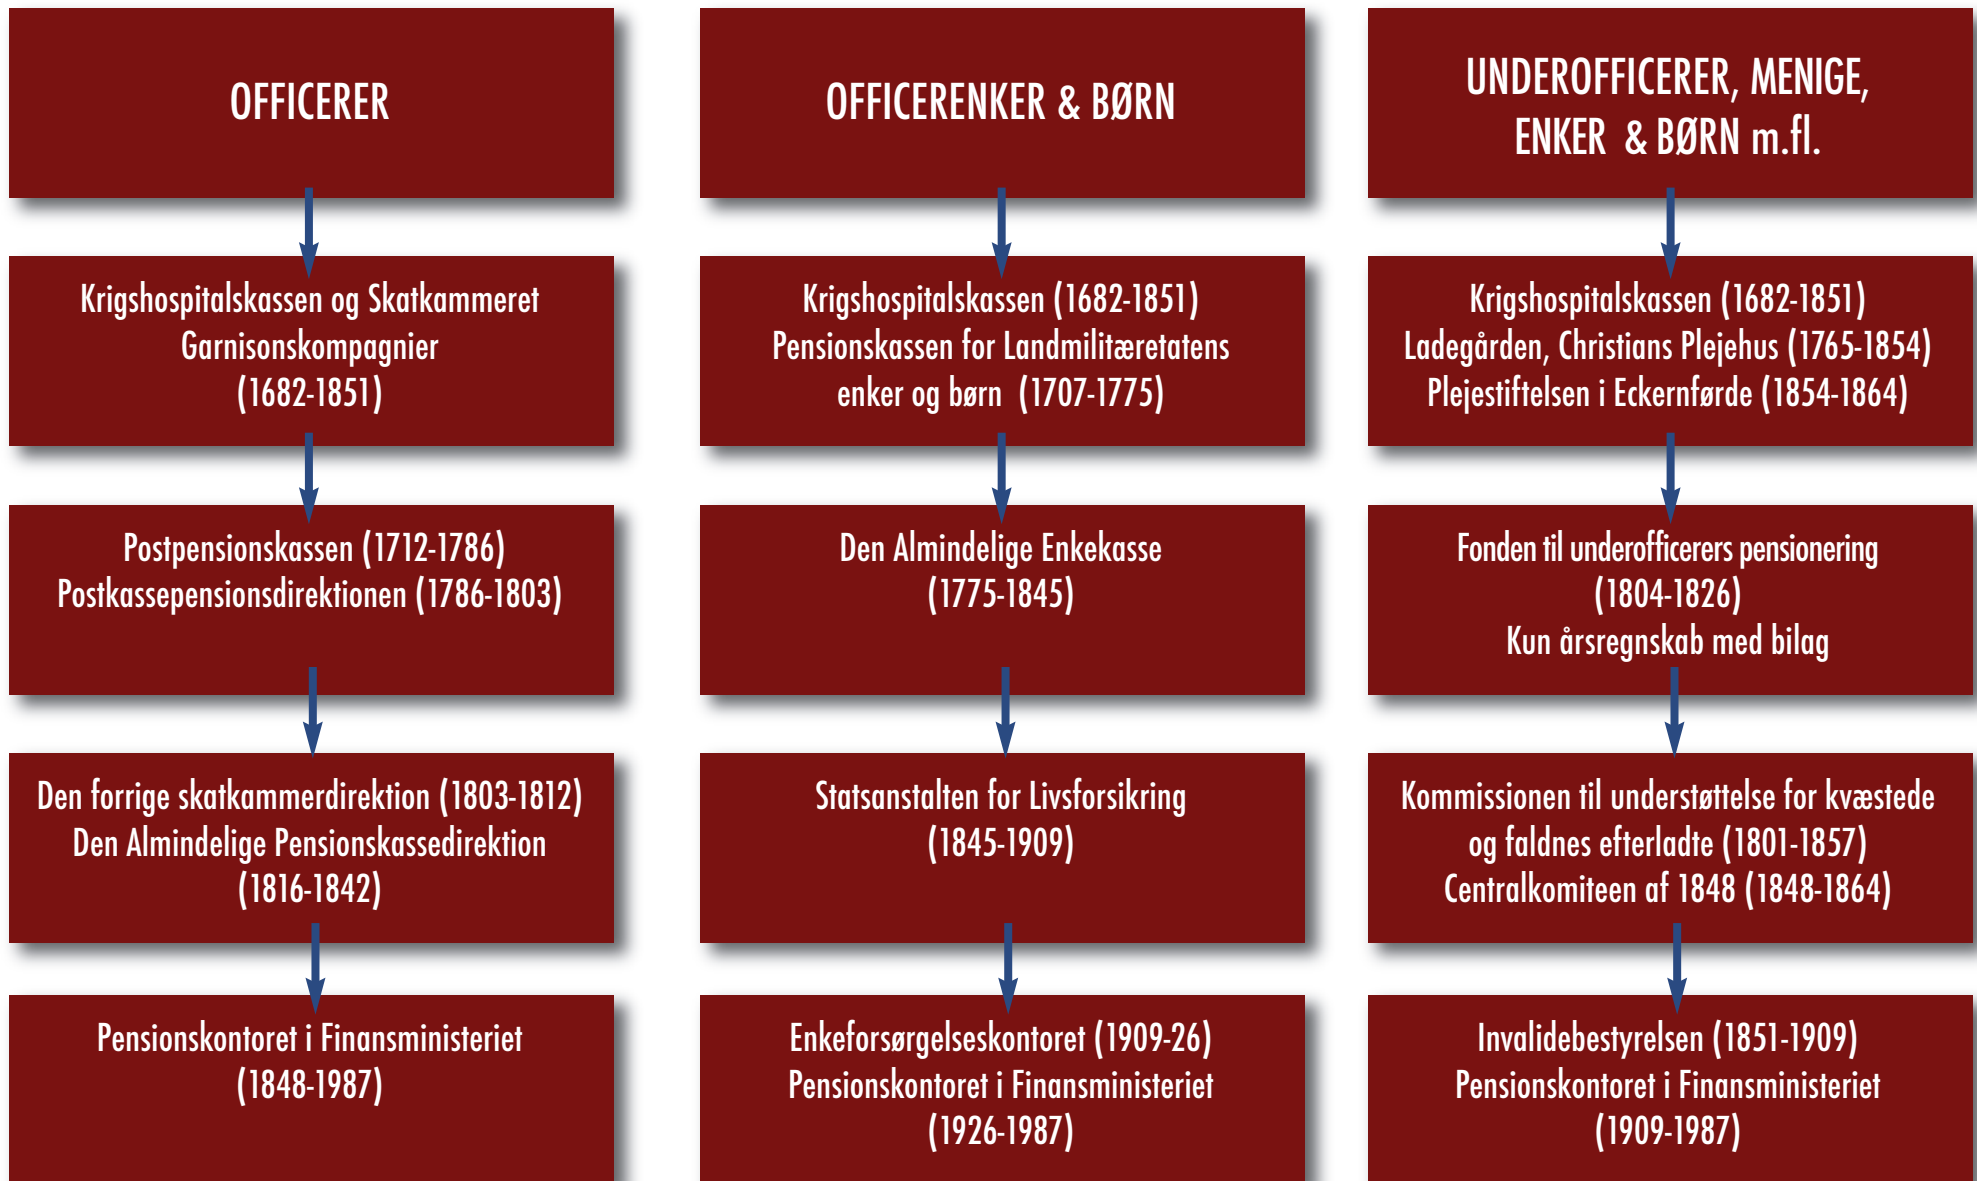 OFFICERER
Krigshospitalskassen og Skatkammeret
Garnisonskompagnier
(1682-1851)
Postpensionskassen (1712-1786)
Postkassepensionsdirektionen (1786-1803)
Den forrige skatkammerdirektion (1803-1812)
Den Almindelige Pensionskassedirektion
(1816-1842)
Pensionskontoret i Finansministeriet
(1848-1987)
OFFICERENKER & BØRN
Krigshospitalskassen (1682-1851)
Pensionskassen for Landmilitæretatens
enker og børn (1707-1775)
Den Almindelige Enkekasse
(1775-1845)
Statsanstalten for Livsforsikring
(1845-1909)
Enkeforsørgelseskontoret (1909-26)
Pensionskontoret i Finansministeriet
(1926-1987)
UNDEROFFICERER, MENIGE,
ENKER & BØRN m.fl.
Krigshospitalskassen (1682-1851)
Ladegården, Christians Plejehus (1765-1854)
Plejestiftelsen i Eckernførde (1854-1864)
Fonden til underofficerers pensionering
(1804-1826)
Kun årsregnskab med bilag
Kommissionen til understøttelse for kvæstede
og faldnes efterladte (1801-1857)
Centralkomiteen af 1848 (1848-1864)
Invalidebestyrelsen (1851-1909)
Pensionskontoret i Finansministeriet
(1909-1987)